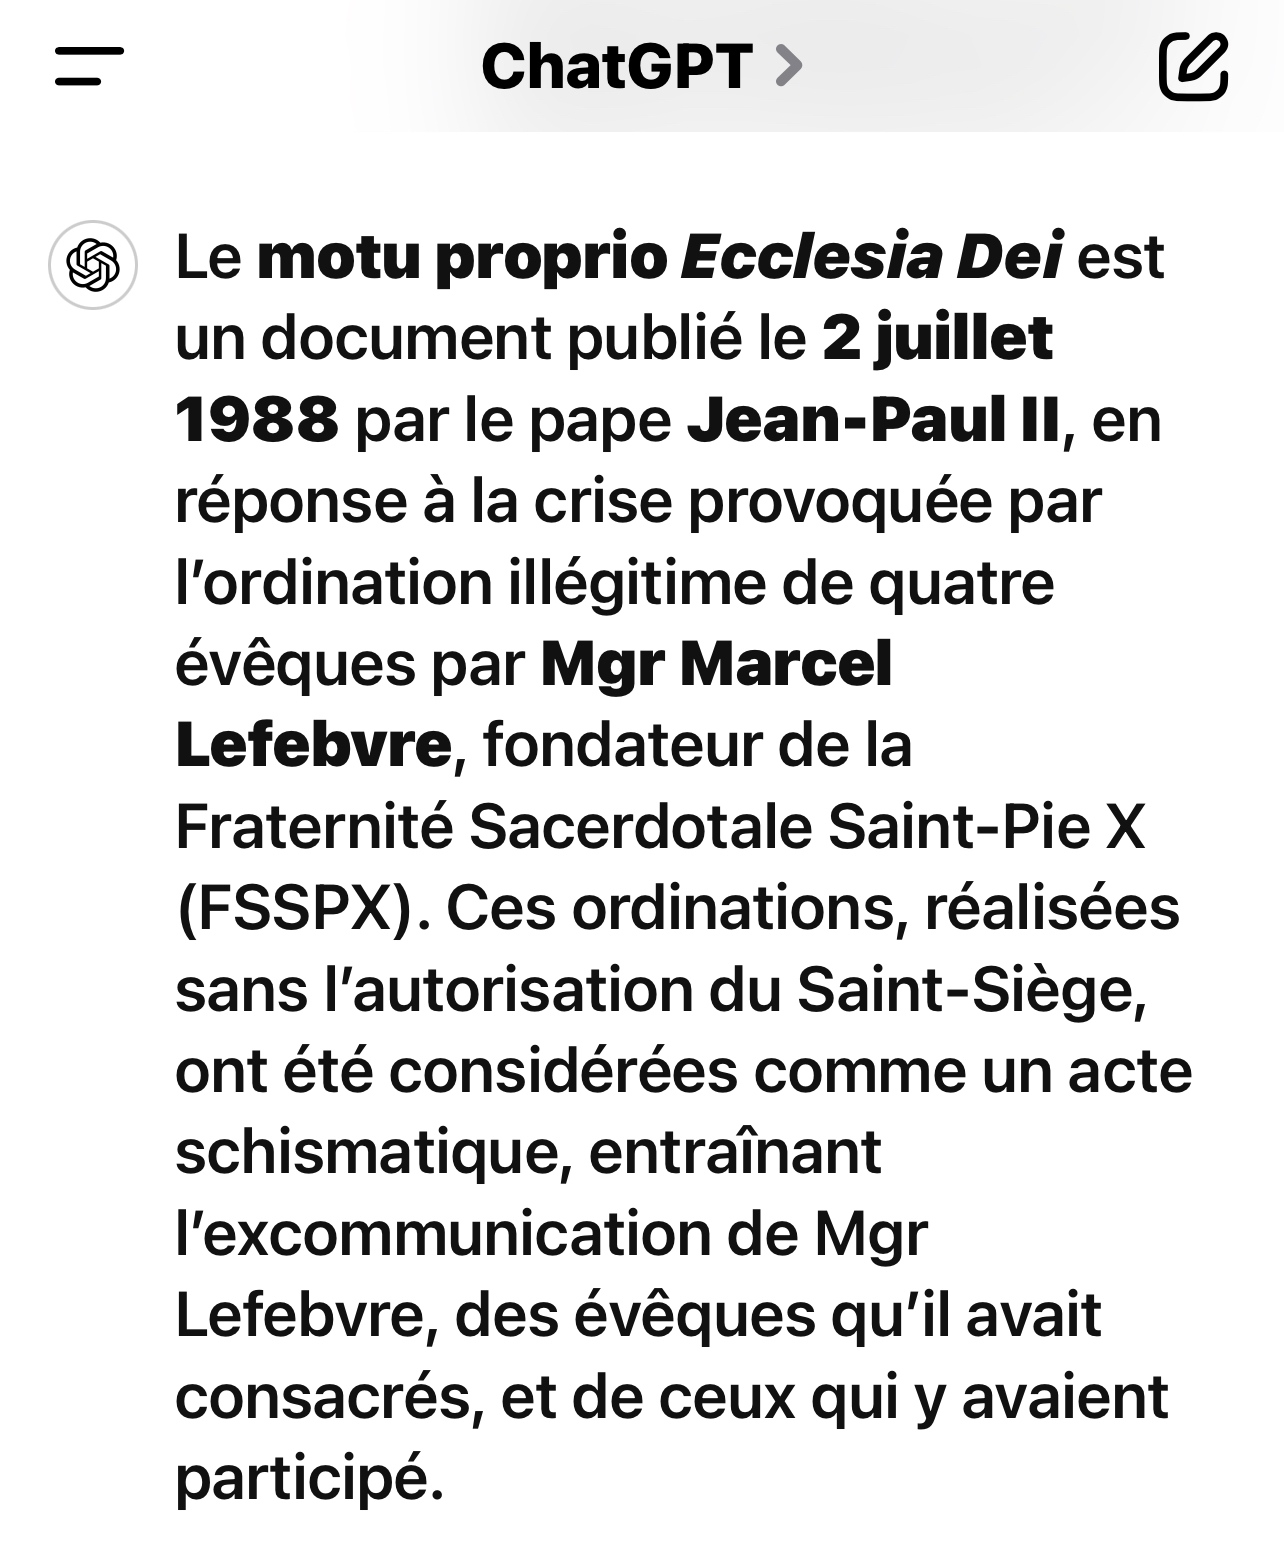 ChatGPT
Le motu proprio Ecclesia Dei est
un document publié le 2 juillet
1988 par le pape Jean-Paul II, en
réponse à la crise provoquée par
l’ordination illégitime de quatre
évêques par Mgr Marcel
Lefebvre, fondateur de la
Fraternité Sacerdotale Saint-Pie X
(FSSPX). Ces ordinations, réalisées
sans l’autorisation du Saint-Siège,
ont été considérées comme un acte
schismatique, entraînant
l’excommunication de Mgr
Lefebvre, des évêques qu’il avait
consacrés, et de ceux qui y avaient
participé.